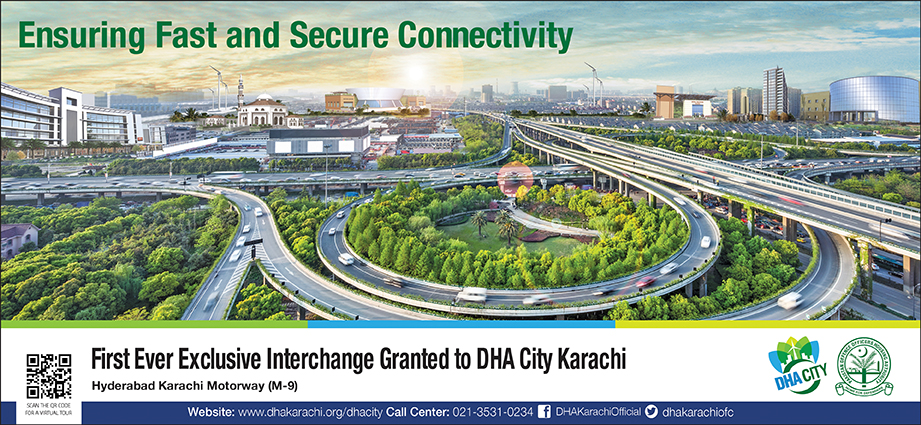 Ensuring Fast and Secure Connectivity
First Ever Exclusive Interchange Granted to DHA City Karachi
Hyderabad Karachi Motorway (M-9)
SCAN THE QR CODE
FOR A VIRTUAL TOUR
DHA CITY
Website: www.dhakarachi.org/dhacity Call Center: 021-3531-0234 DHAKarachiOfficial dhakarachiofc